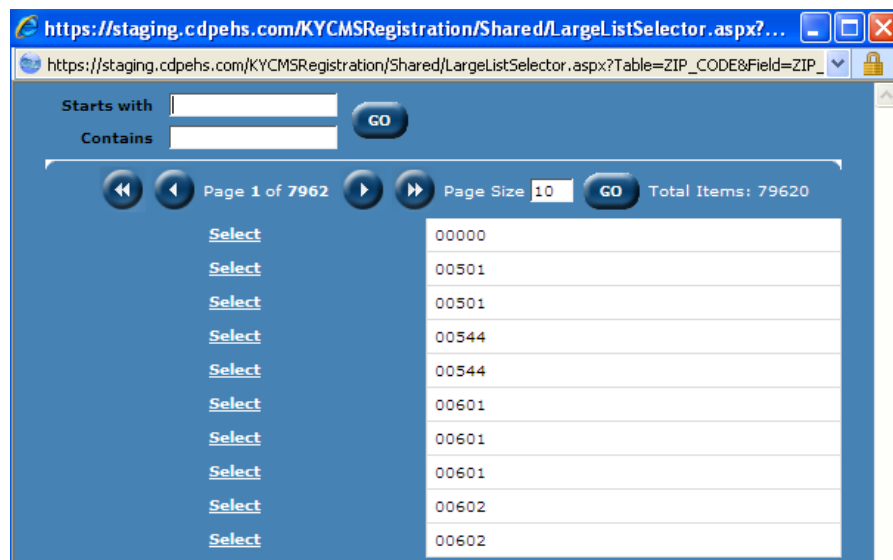 https://staging.cdpehs.com/KYCMSRegistration/Shared/LargeListSelector.aspx?...
https://staging.cdpehs.com/KYCMSRegistration/Shared/LargeListSelector.aspx?Table=ZIP_CODE&Field=ZIP_
Starts with
GO
Contains
Page 1 of 7962 Page Size 10 GO Total Items: 79620
Select 00000
Select 00501
Select 00501
Select 00544
Select 00544
Select 00601
Select 00601
Select 00601
Select 00602
Select 00602